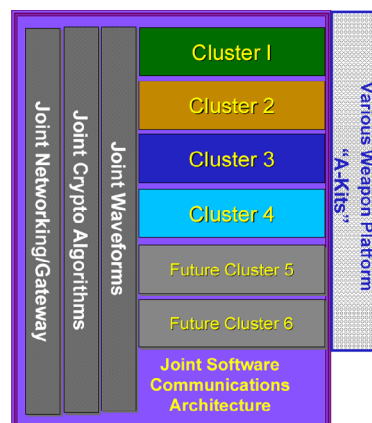 Joint Networking/Gateway
Joint Crypto Algorithms
Joint Waveforms
Cluster I
Cluster 2
Cluster 3
Cluster 4
Future Cluster 5
Future Cluster 6
Joint Software
Communications
Architecture
Various Weapon Platform
“A-Kits”